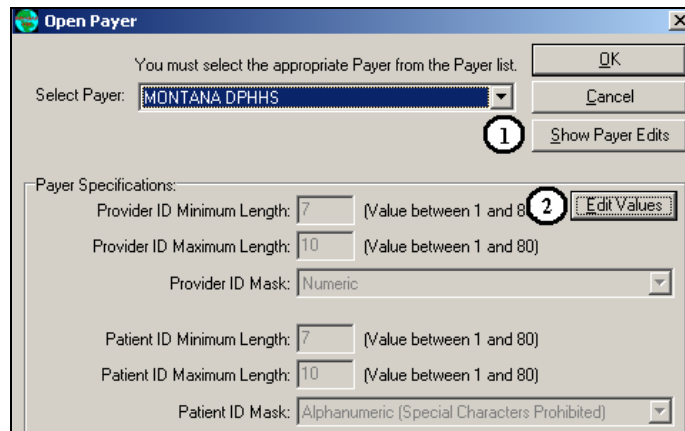 Open Payer
You must select the appropriate Payer from the Payer list.
OK
Select Payer: MONTANA DPHHS
Cancel
1
Show Payer Edits
Payer Specifications:
Provider ID Minimum Length: 7 (Value between 1 and 8
2
Edit Values
Provider ID Maximum Length: 10 (Value between 1 and 80)
Provider ID Mask: Numeric
Patient ID Minimum Length: 7 (Value between 1 and 80)
Patient ID Maximum Length: 10 (Value between 1 and 80)
Patient ID Mask: Alphanumeric (Special Characters Prohibited)